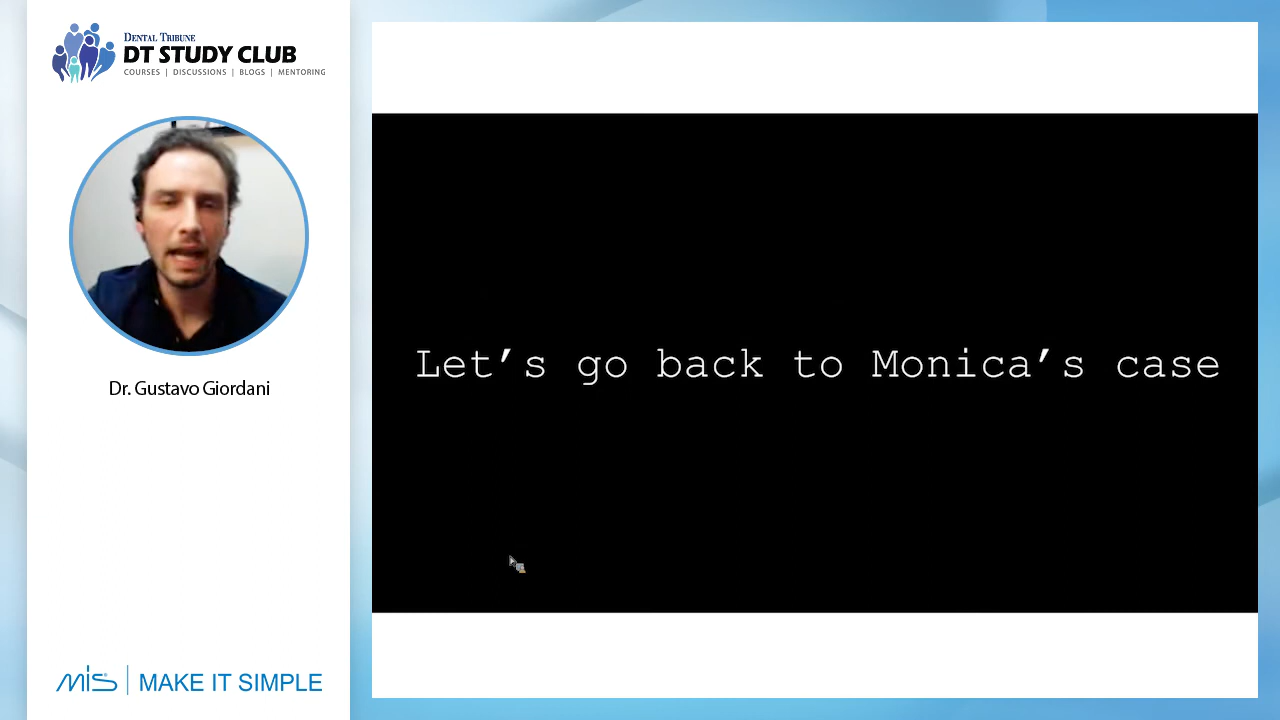 DENTAL TRIBUNE
DT STUDY CLUB
COURSES | DISCUSSIONS | BLOGS | MENTORING
Dr. Gustavo Giordani
Let’s go back to Monica’s case
mis | MAKE IT SIMPLE